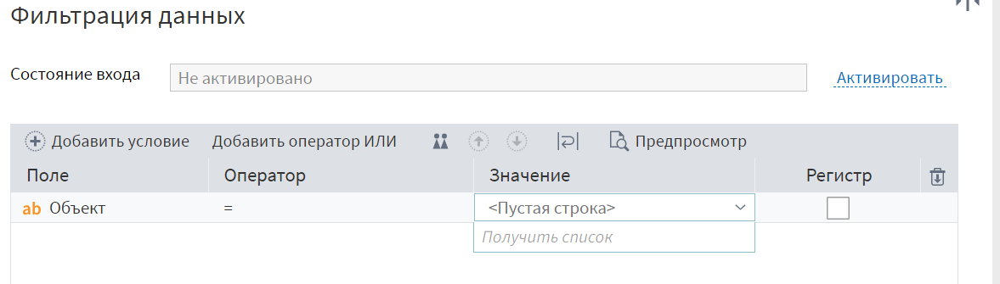 Фильтрация данных
Состояние входа Не активировано Активировать
Добавить условие Добавить оператор ИЛИ Предпросмотр
Поле Оператор Значение Регистр
ab Объект = <Пустая строка>
Получить список